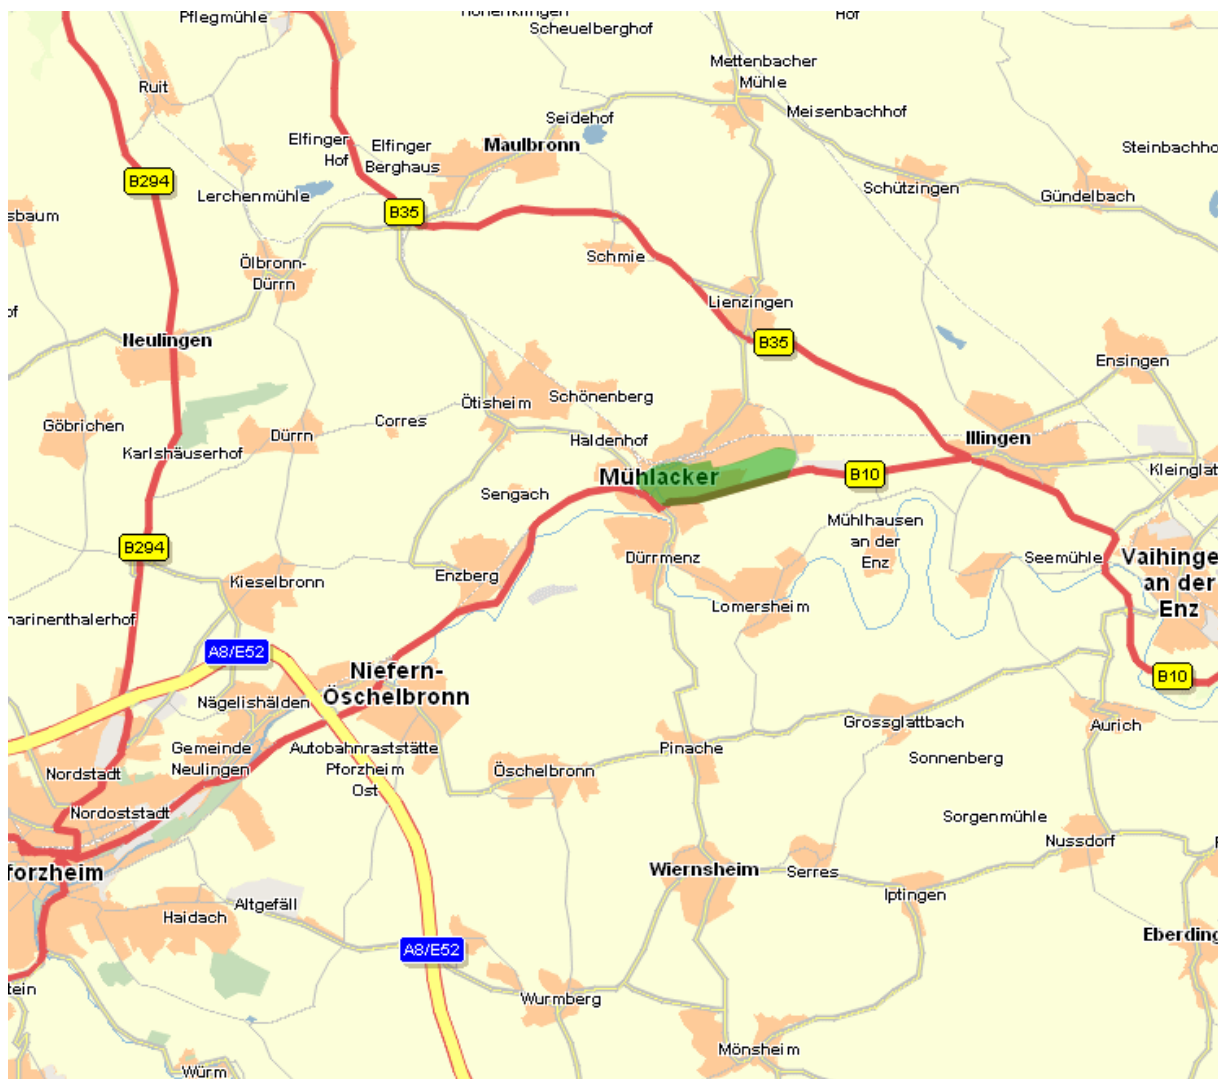 Pflegmühle
Scheuelberghof
Hof
Mettenbacher
Mühle
Ruit
Seidehof
Meisenbachhof
Elfinger
Hof
Elfinger
Berghaus
Maulbronn
Steinbachho
B294
Lerchenmühle
Schützingen
Gündelbach
B35
sbaum
Ölbronn-
Dürrn
Schmie
Lienzingen
of
Neulingen
B35
Ensingen
Ötisheim
Schönenberg
Göbrichen
Corres
Dürrn
Haldenhof
Illingen
Karlshäuserhof
Mühlacker
B10
Kleinglat
Sengach
Mühlhausen
an der
Enz
B294
Dürrmenz
Seemühle
Vaihinge
an der
Enz
Kieselbronn
Enzberg
Lomersheim
harinenthalerhof
A8/E52
Niefern-
Öschelbronn
B10
Nägelishälden
Grossglattbach
Aurich
Gemeinde
Neulingen
Autobahnraststätte
Pforzheim
Ost
Pinache
Sonnenberg
Nordstadt
Öschelbronn
Nordoststadt
Sorgenmühle
Nussdorf
forzheim
Wiernsheim
Serres
Iptingen
Altgefäll
Haidach
Eberding
A8/E52
tein
Wurmberg
Mönsheim
Würm